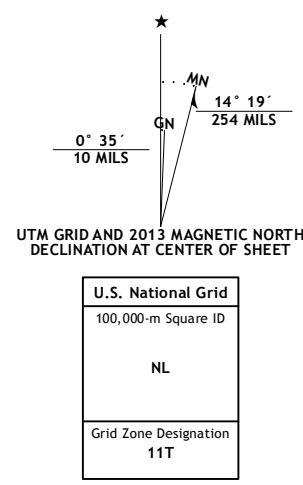 ★
MN
GN
14° 19´
254 MILS
0° 35´
10 MILS
UTM GRID AND 2013 MAGNETIC NORTH
DECLINATION AT CENTER OF SHEET
U.S. National Grid
100,000-m Square ID
NL
Grid Zone Designation
11T